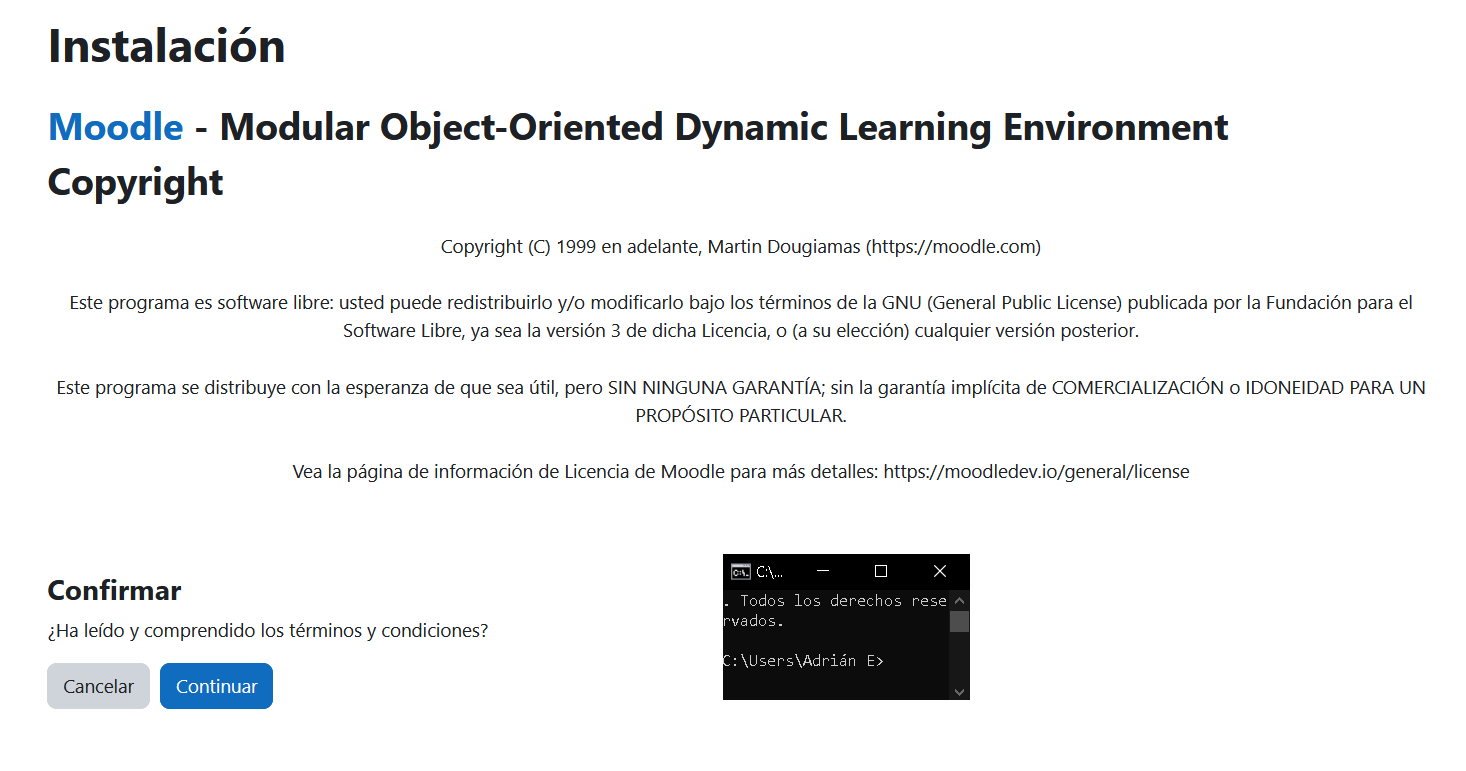 Instalación
Moodle - Modular Object-Oriented Dynamic Learning Environment
Copyright
Copyright (C) 1999 en adelante, Martin Dougiamas (https://moodle.com)
Este programa es software libre: usted puede redistribuirlo y/o modificarlo bajo los términos de la GNU (General Public License) publicada por la Fundación para el
Software Libre, ya sea la versión 3 de dicha Licencia, o (a su elección) cualquier versión posterior.
Este programa se distribuye con la esperanza de que sea útil, pero SIN NINGUNA GARANTÍA; sin la garantía implícita de COMERCIALIZACIÓN o IDONEIDAD PARA UN
PROPÓSITO PARTICULAR.
Vea la página de información de Licencia de Moodle para más detalles: https://moodledev.io/general/license
Confirmar
¿Ha leído y comprendido los términos y condiciones?
Cancelar Continuar
C:\...
. Todos los derechos rese
rvados.
C:\Users\Adrián E>